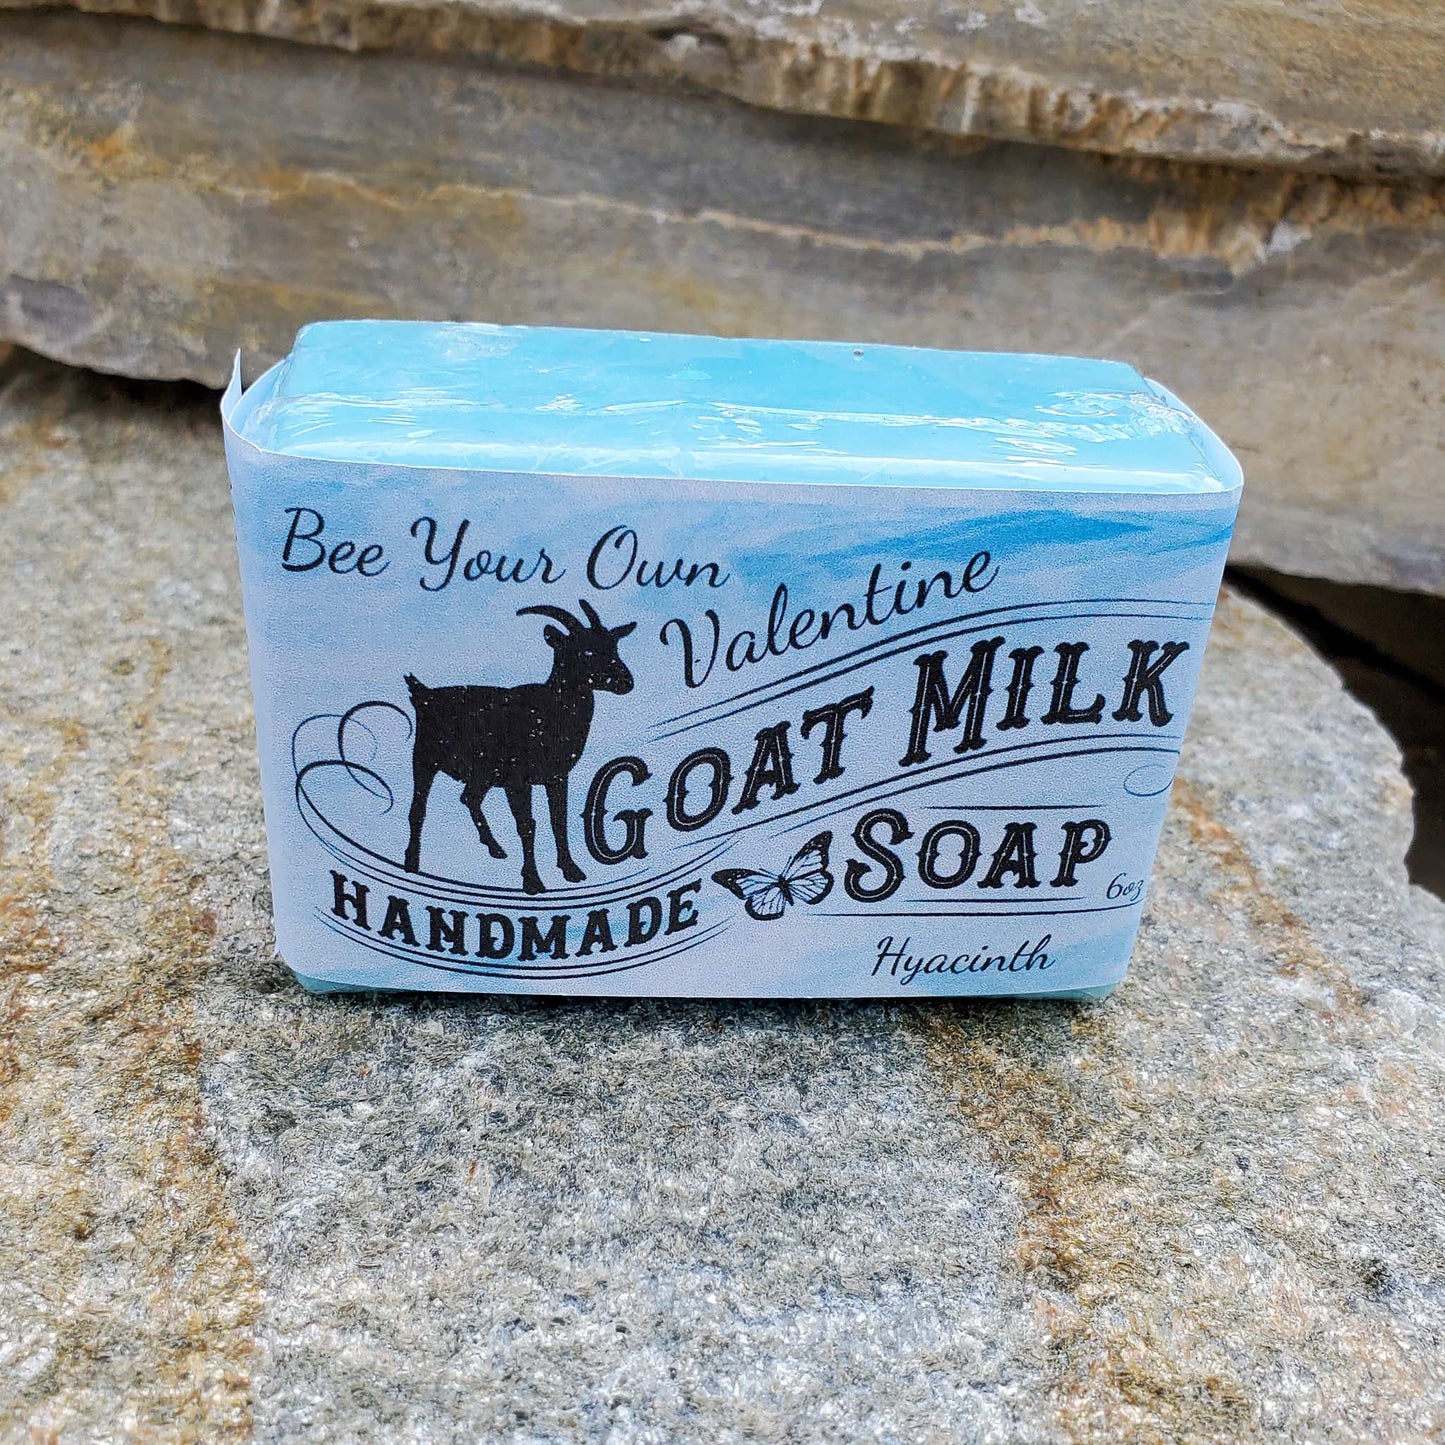 Bee Your Own
Valentine
GOAT MILK
HANDMADE SOAP 6oz
Hyacinth